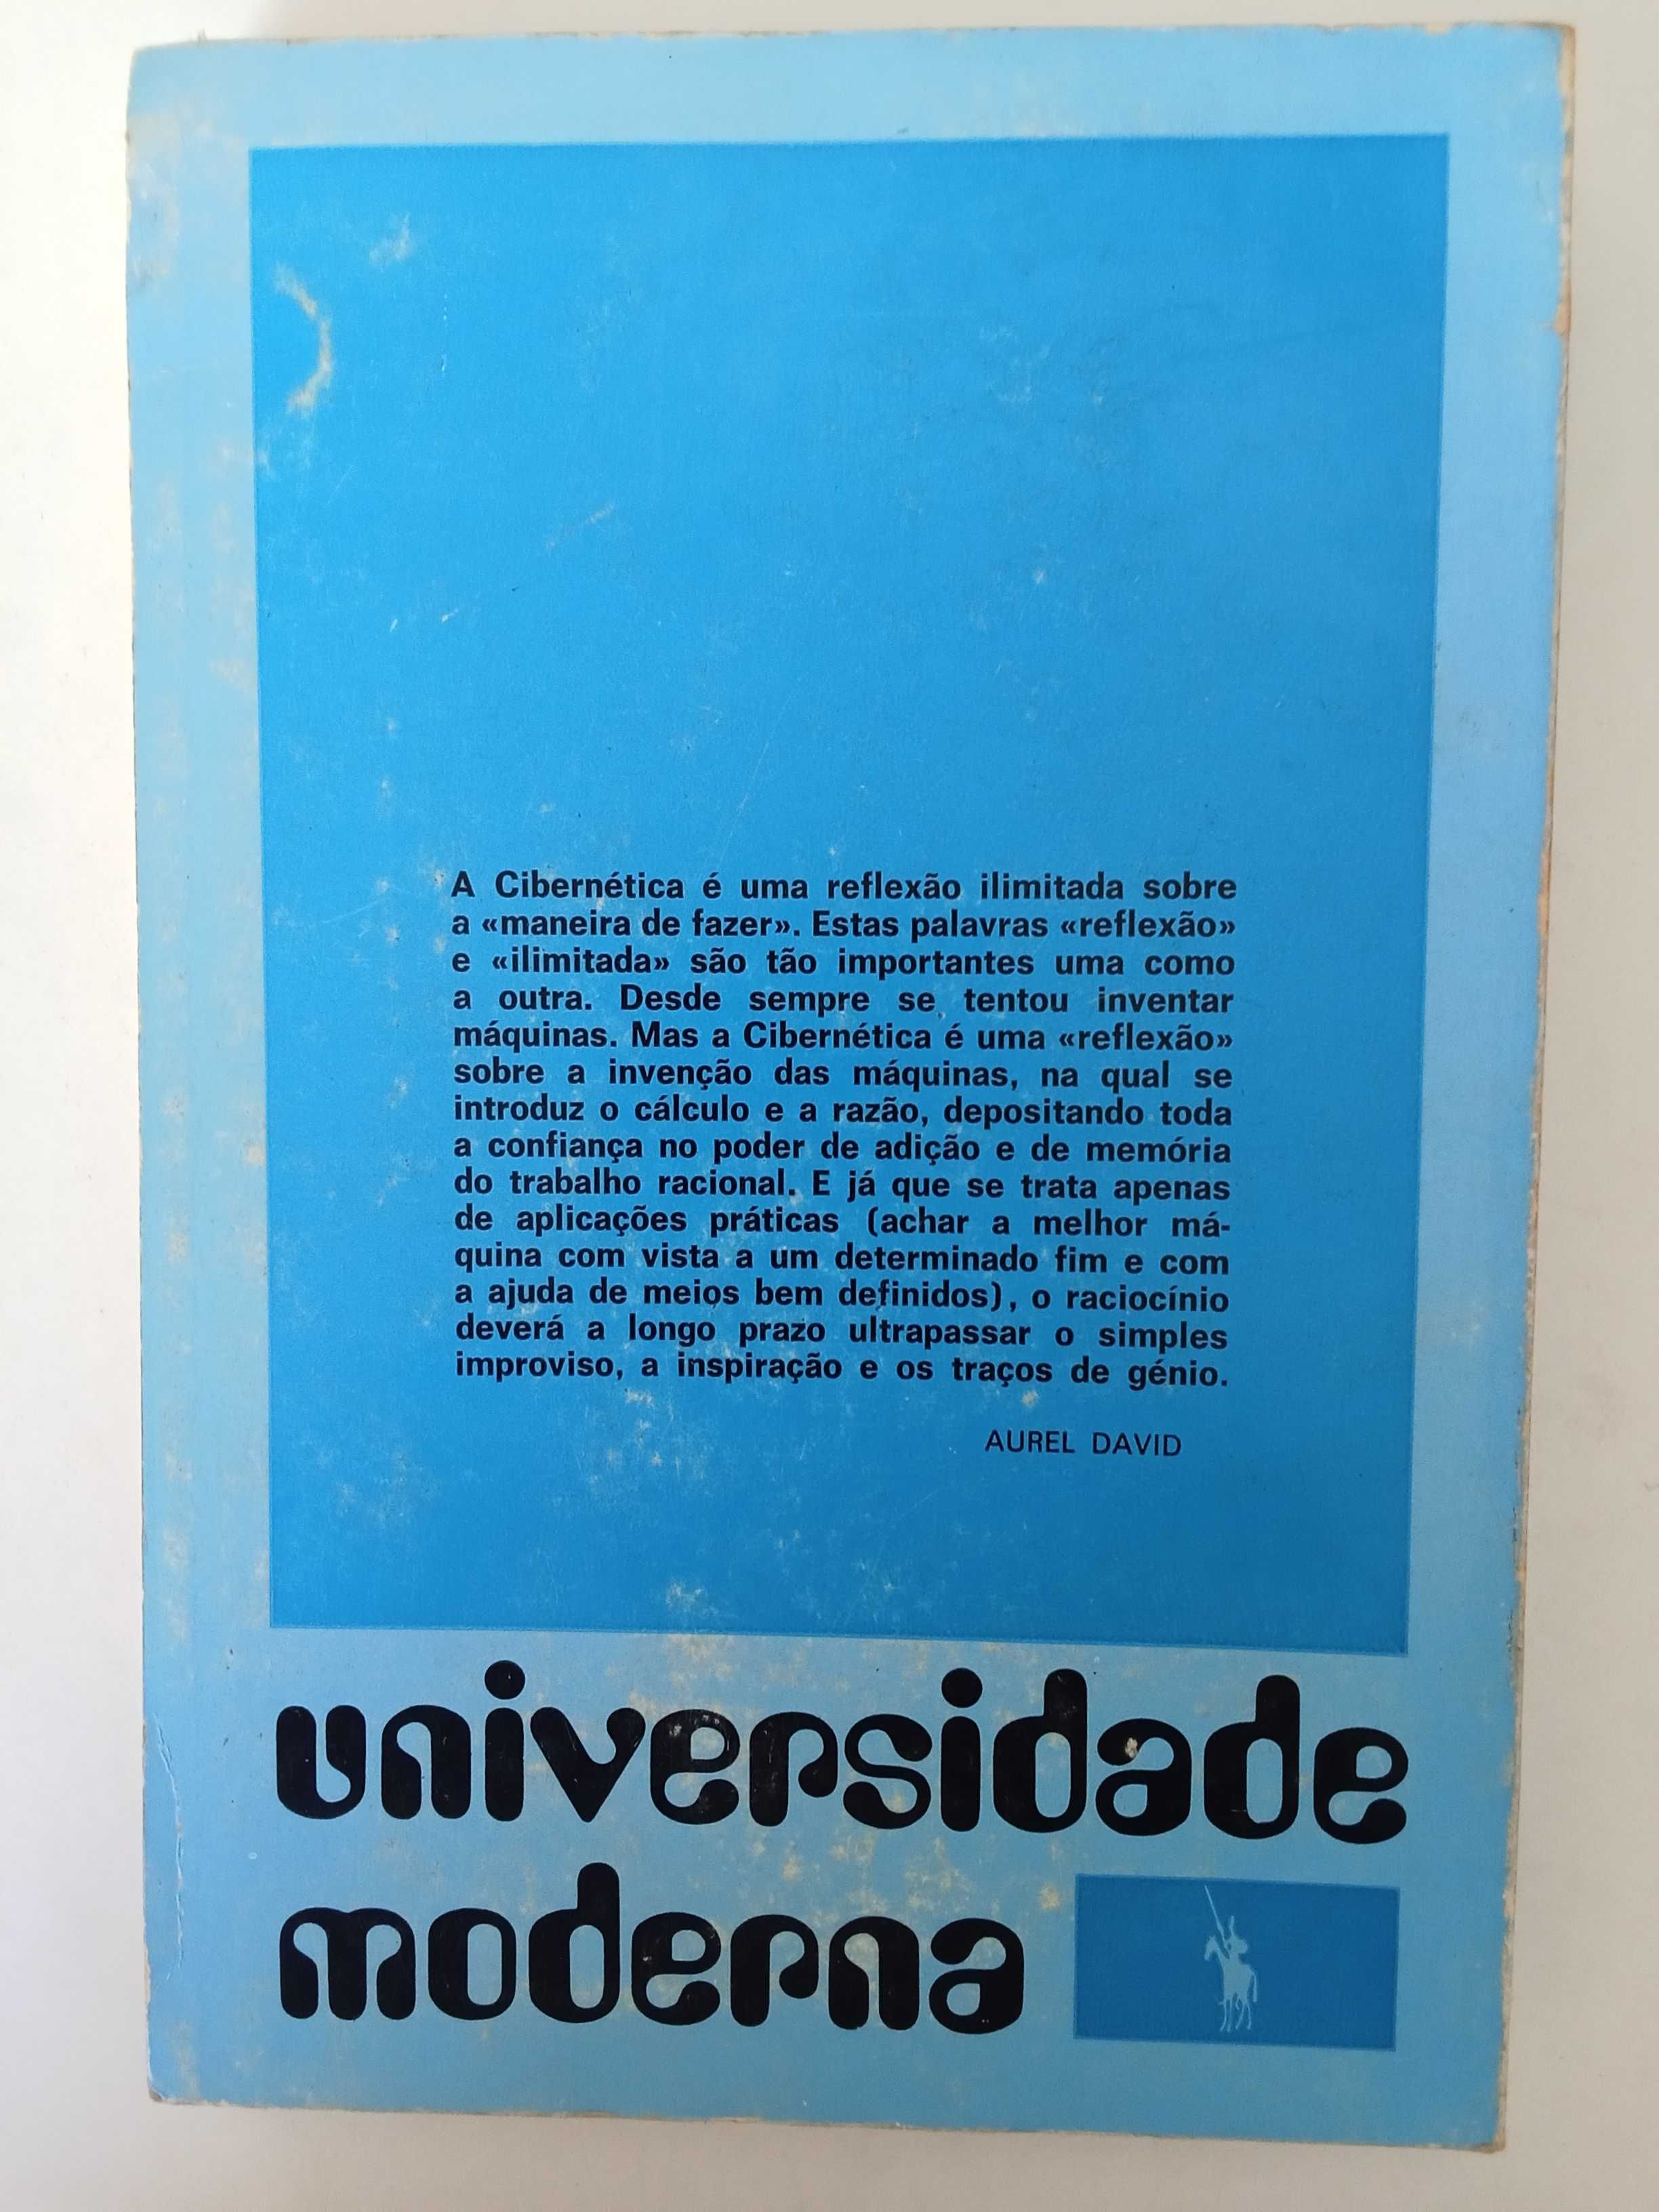 A Cibernética é uma reflexão ilimitada sobre
a «maneira de fazer». Estas palavras «reflexão»
e «ilimitada» são tão importantes uma como
a outra. Desde sempre se tentou inventar
máquinas. Mas a Cibernética é uma «reflexão»
sobre a invenção das máquinas, na qual se
introduz o cálculo e a razão, depositando toda
a confiança no poder de adição e de memória
do trabalho racional. E já que se trata apenas
de aplicações práticas (achar a melhor má-
quina com vista a um determinado fim e com
a ajuda de meios bem definidos), o raciocínio
deverá a longo prazo ultrapassar o simples
improviso, a inspiração e os traços de génio.
AUREL DAVID
universidade
moderna